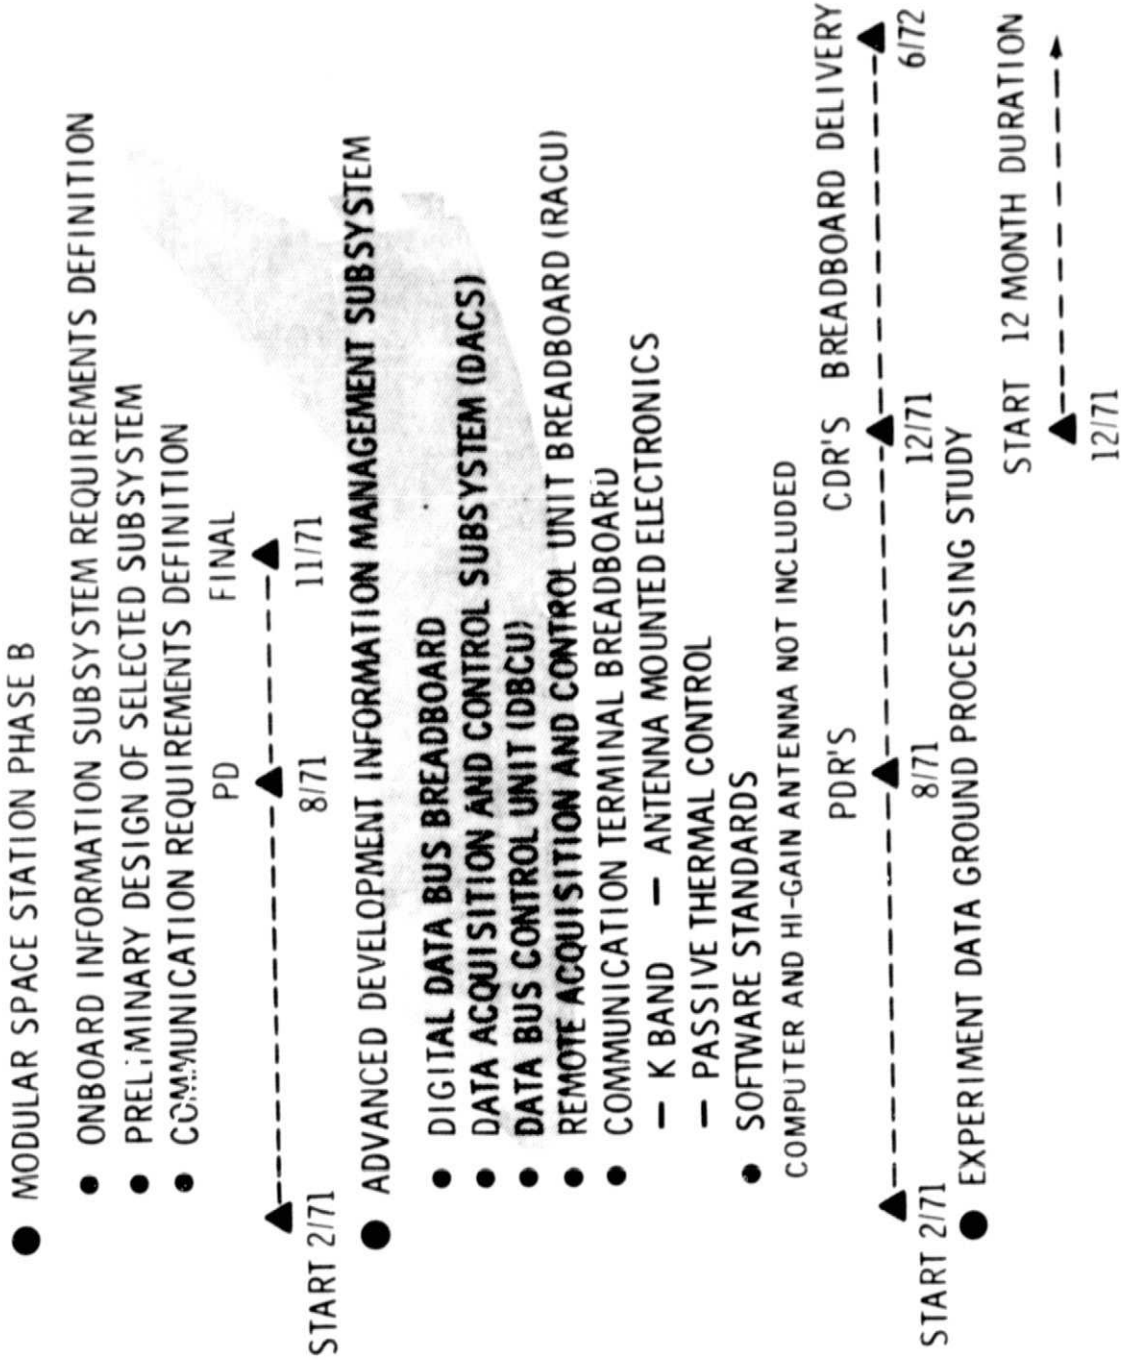 ● MODULAR SPACE STATION PHASE B
● ONBOARD INFORMATION SUBSYSTEM REQUIREMENTS DEFINITION
● PRELIMINARY DESIGN OF SELECTED SUBSYSTEM
● COMMUNICATION REQUIREMENTS DEFINITION
PD FINAL
START 2/71 8/71 11/71
● ADVANCED DEVELOPMENT INFORMATION MANAGEMENT SUBSYSTEM
● DIGITAL DATA BUS BREADBOARD
● DATA ACQUISITION AND CONTROL SUBSYSTEM (DACS)
● DATA BUS CONTROL UNIT (DBCU)
● REMOTE ACQUISITION AND CONTROL UNIT BREADBOARD (RACU)
● COMMUNICATION TERMINAL BREADBOARD
— K BAND — ANTENNA MOUNTED ELECTRONICS
— PASSIVE THERMAL CONTROL
● SOFTWARE STANDARDS
COMPUTER AND HI-GAIN ANTENNA NOT INCLUDED
PDR'S CDR'S BREADBOARD DELIVERY
START 2/71 8/71 12/71 6/72
● EXPERIMENT DATA GROUND PROCESSING STUDY
START 12 MONTH DURATION
12/71